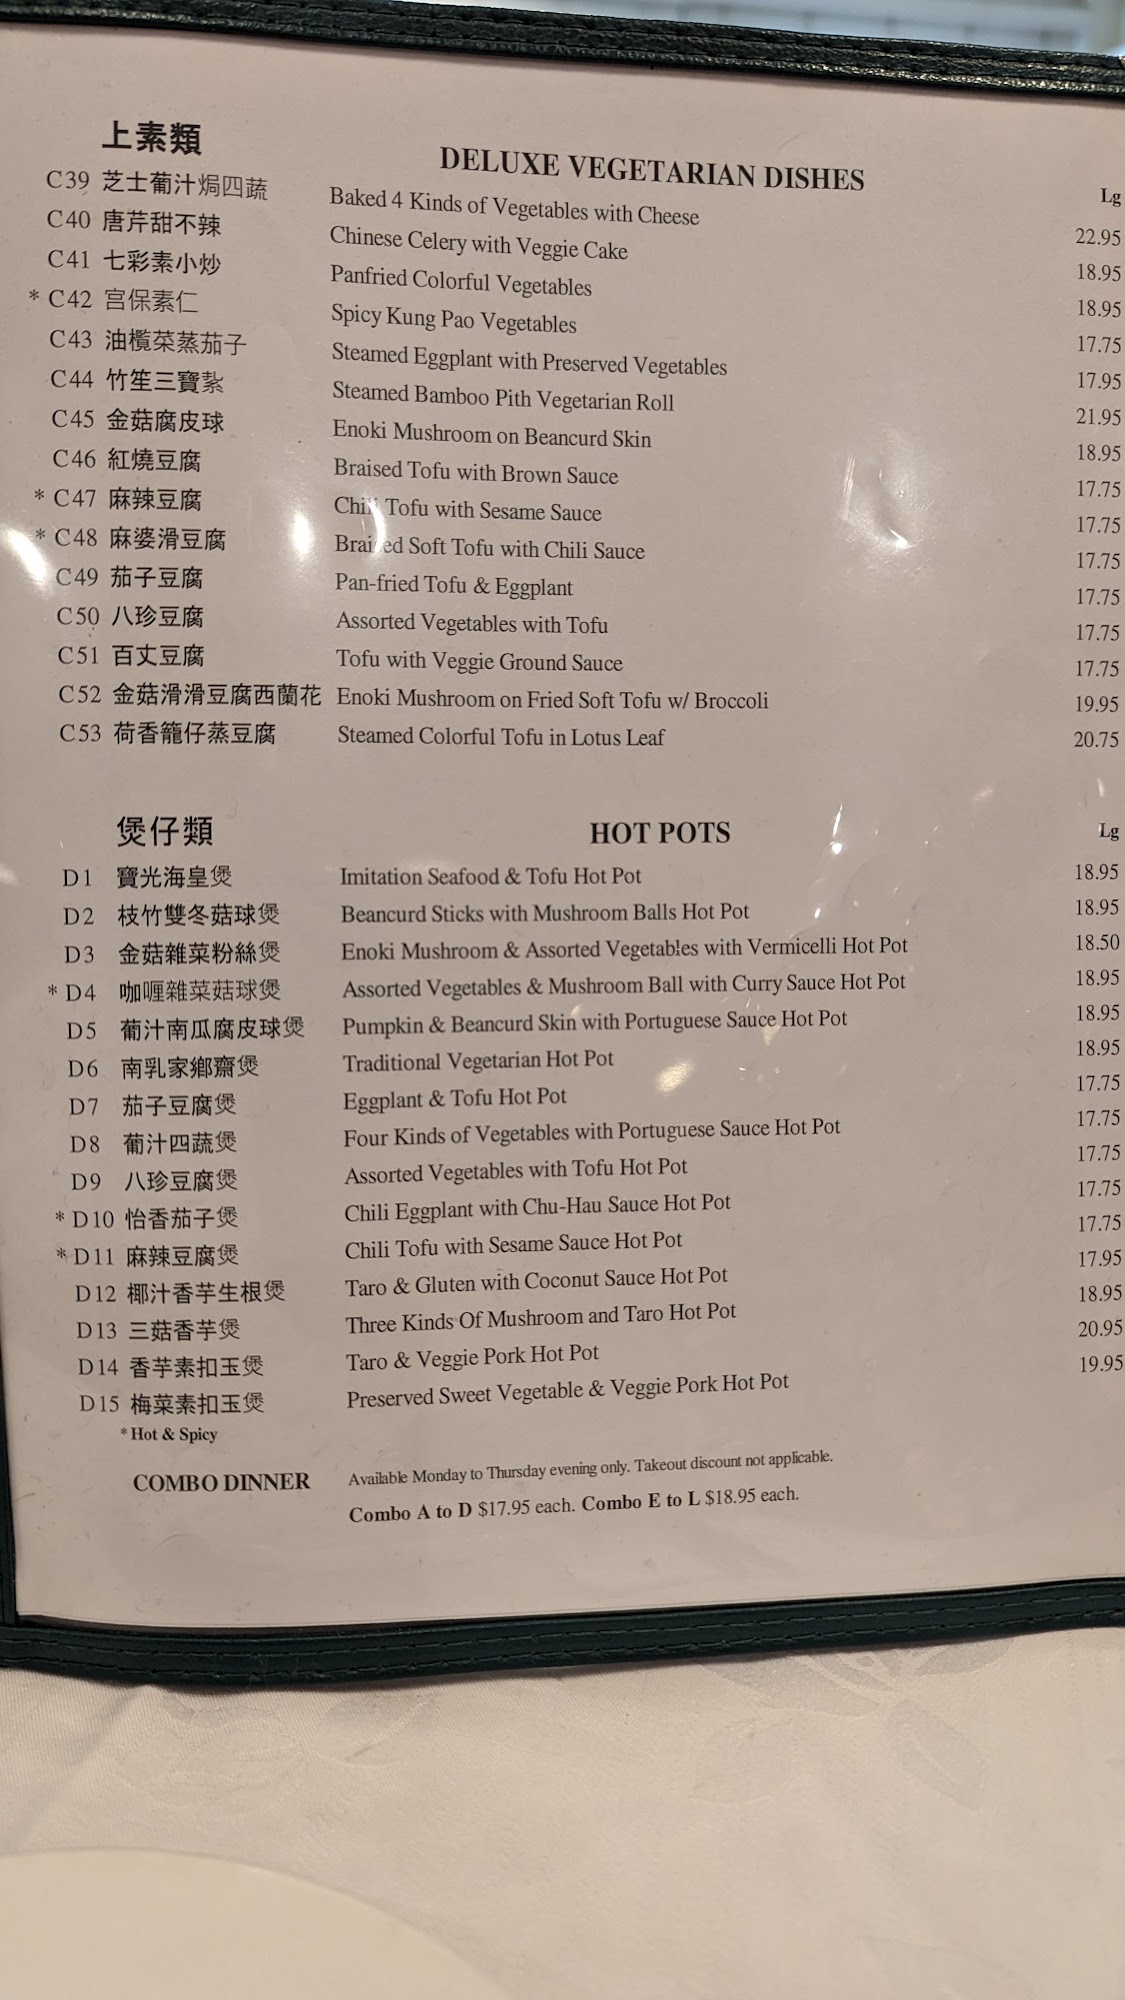 上素類 DELUXE VEGETARIAN DISHES Lg
C39 芝士葡汁焗四蔬 Baked 4 Kinds of Vegetables with Cheese 22.95
C40 唐芹甜不辣 Chinese Celery with Veggie Cake 18.95
C41 七彩素小炒 Panfried Colorful Vegetables 18.95
* C42 宫保素仁 Spicy Kung Pao Vegetables 17.75
C43 油欖菜蒸茄子 Steamed Eggplant with Preserved Vegetables 17.95
C44 竹笙三寶紮 Steamed Bamboo Pith Vegetarian Roll 21.95
C45 金菇腐皮球 Enoki Mushroom on Beancurd Skin 18.95
C46 紅燒豆腐 Braised Tofu with Brown Sauce 17.75
* C47 麻辣豆腐 Chili Tofu with Sesame Sauce 17.75
* C48 麻婆滑豆腐 Braised Soft Tofu with Chili Sauce 17.75
C49 茄子豆腐 Pan-fried Tofu & Eggplant 17.75
C50 八珍豆腐 Assorted Vegetables with Tofu 17.75
C51 百丈豆腐 Tofu with Veggie Ground Sauce 17.75
C52 金菇滑滑豆腐西蘭花 Enoki Mushroom on Fried Soft Tofu w/ Broccoli 19.95
C53 荷香籠仔蒸豆腐 Steamed Colorful Tofu in Lotus Leaf 20.75
煲仔類 HOT POTS Lg
D1 寶光海皇煲 Imitation Seafood & Tofu Hot Pot 18.95
D2 枝竹雙冬菇球煲 Beancurd Sticks with Mushroom Balls Hot Pot 18.95
D3 金菇雜菜粉絲煲 Enoki Mushroom & Assorted Vegetables with Vermicelli Hot Pot 18.50
* D4 咖喱雜菜菇球煲 Assorted Vegetables & Mushroom Ball with Curry Sauce Hot Pot 18.95
D5 葡汁南瓜腐皮球煲 Pumpkin & Beancurd Skin with Portuguese Sauce Hot Pot 18.95
D6 南乳家鄉齋煲 Traditional Vegetarian Hot Pot 18.95
D7 茄子豆腐煲 Eggplant & Tofu Hot Pot 17.75
D8 葡汁四蔬煲 Four Kinds of Vegetables with Portuguese Sauce Hot Pot 17.75
D9 八珍豆腐煲 Assorted Vegetables with Tofu Hot Pot 17.75
* D10 怡香茄子煲 Chili Eggplant with Chu-Hau Sauce Hot Pot 17.75
* D11 麻辣豆腐煲 Chili Tofu with Sesame Sauce Hot Pot 17.75
D12 椰汁香芋生根煲 Taro & Gluten with Coconut Sauce Hot Pot 17.95
D13 三菇香芋煲 Three Kinds Of Mushroom and Taro Hot Pot 18.95
D14 香芋素扣玉煲 Taro & Veggie Pork Hot Pot 20.95
D15 梅菜素扣玉煲 Preserved Sweet Vegetable & Veggie Pork Hot Pot 19.95
* Hot & Spicy
COMBO DINNER Available Monday to Thursday evening only. Takeout discount not applicable.
Combo A to D $17.95 each. Combo E to L $18.95 each.